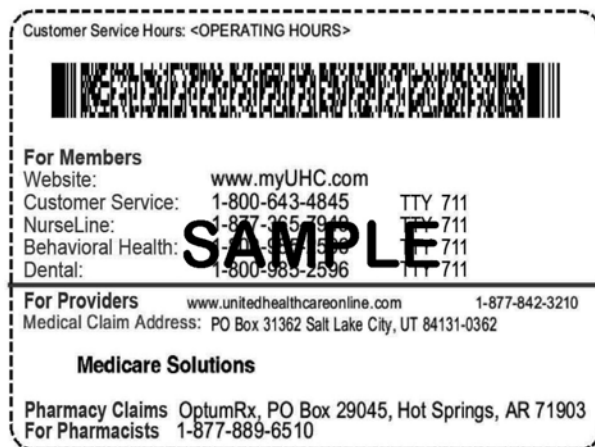 Customer Service Hours: <OPERATING HOURS>
For Members
Website: www.myUHC.com
Customer Service: 1-800-643-4845 TTY 711
NurseLine: TTY 711
Behavioral Health: TTY 711
Dental: 1-800-985-2596 TTY 711
SAMPLE
For Providers www.unitedhealthcareonline.com 1-877-842-3210
Medical Claim Address: PO Box 31362 Salt Lake City, UT 84131-0362
Medicare Solutions
Pharmacy Claims OptumRx, PO Box 29045, Hot Springs, AR 71903
For Pharmacists 1-877-889-6510